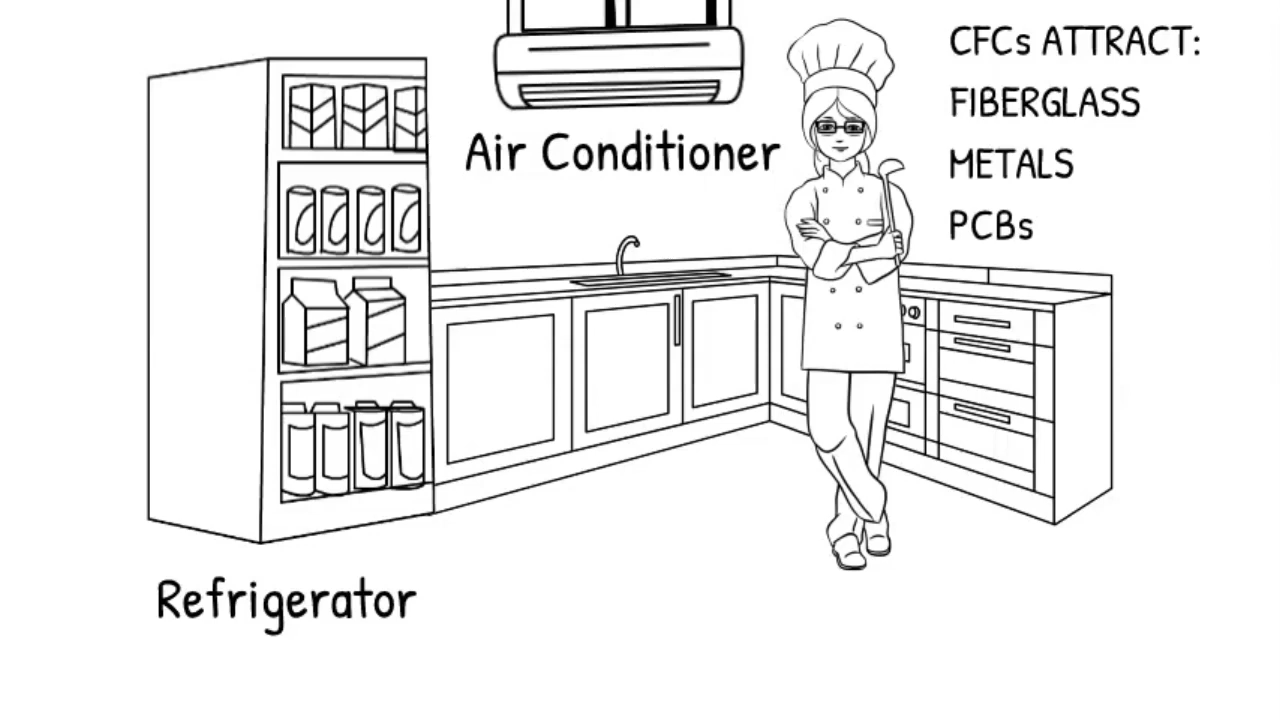 CFCs ATTRACT:
FIBERGLASS
METALS
PCBs
Air Conditioner
Refrigerator